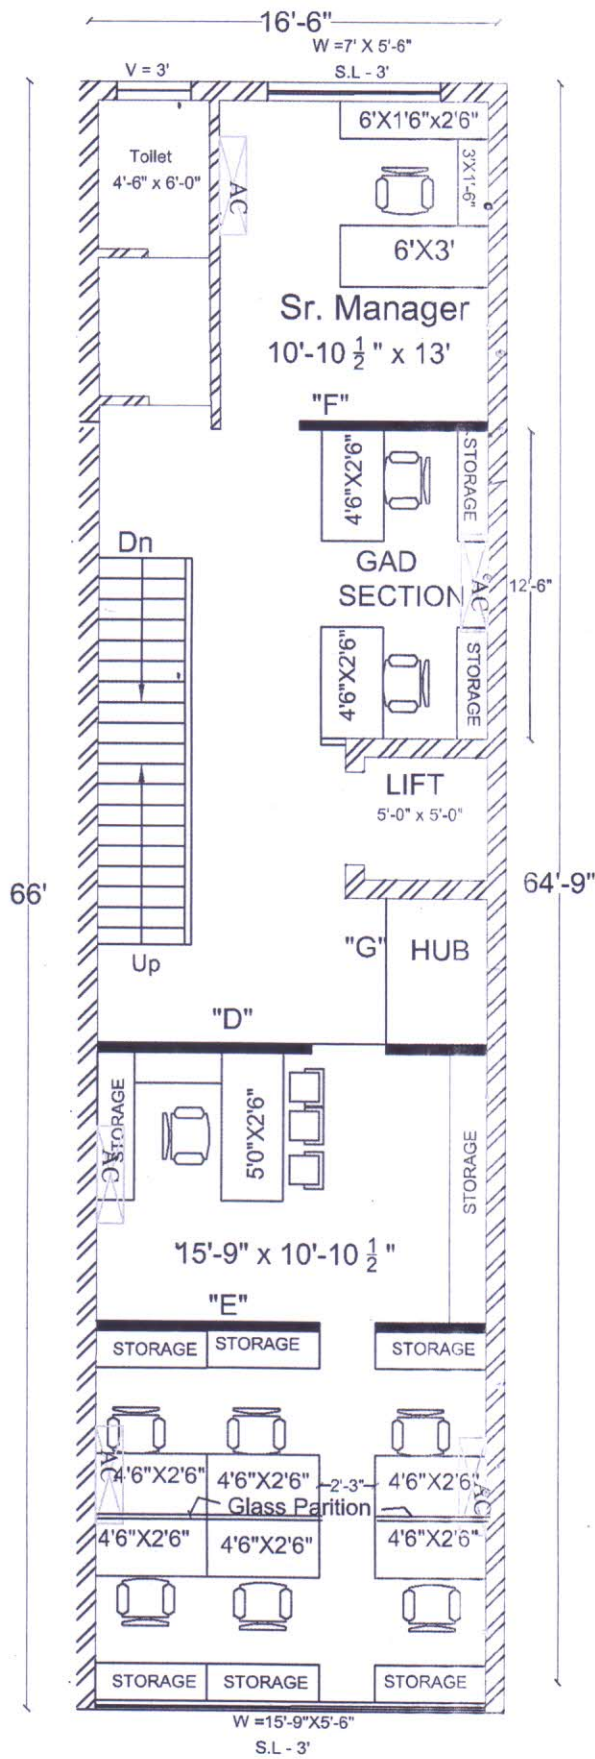 16'-6"
W =7' X 5'-6"
V = 3'
S.L - 3'
6'X1'6"x2'6"
Toilet
4'-6" x 6'-0"
3'X1'-6"
AC
6'X3'
Sr. Manager
10'-10 1/2" x 13'
"F"
4'6"X2'6"
STORAGE
Dn
GAD
SECTION
AC
12'-6"
4'6"X2'6"
STORAGE
LIFT
5'-0" x 5'-0"
66'
64'-9"
"G"
HUB
Up
"D"
STORAGE
AC
5'0"X2'6"
STORAGE
15'-9" x 10'-10 1/2"
"E"
STORAGE
STORAGE
STORAGE
AC
4'6"X2'6"
4'6"X2'6"
2'-3"
4'6"X2'6"
AC
Glass Parition
4'6"X2'6"
4'6"X2'6"
4'6"X2'6"
STORAGE
STORAGE
STORAGE
W =15'-9"X5'-6"
S.L - 3'